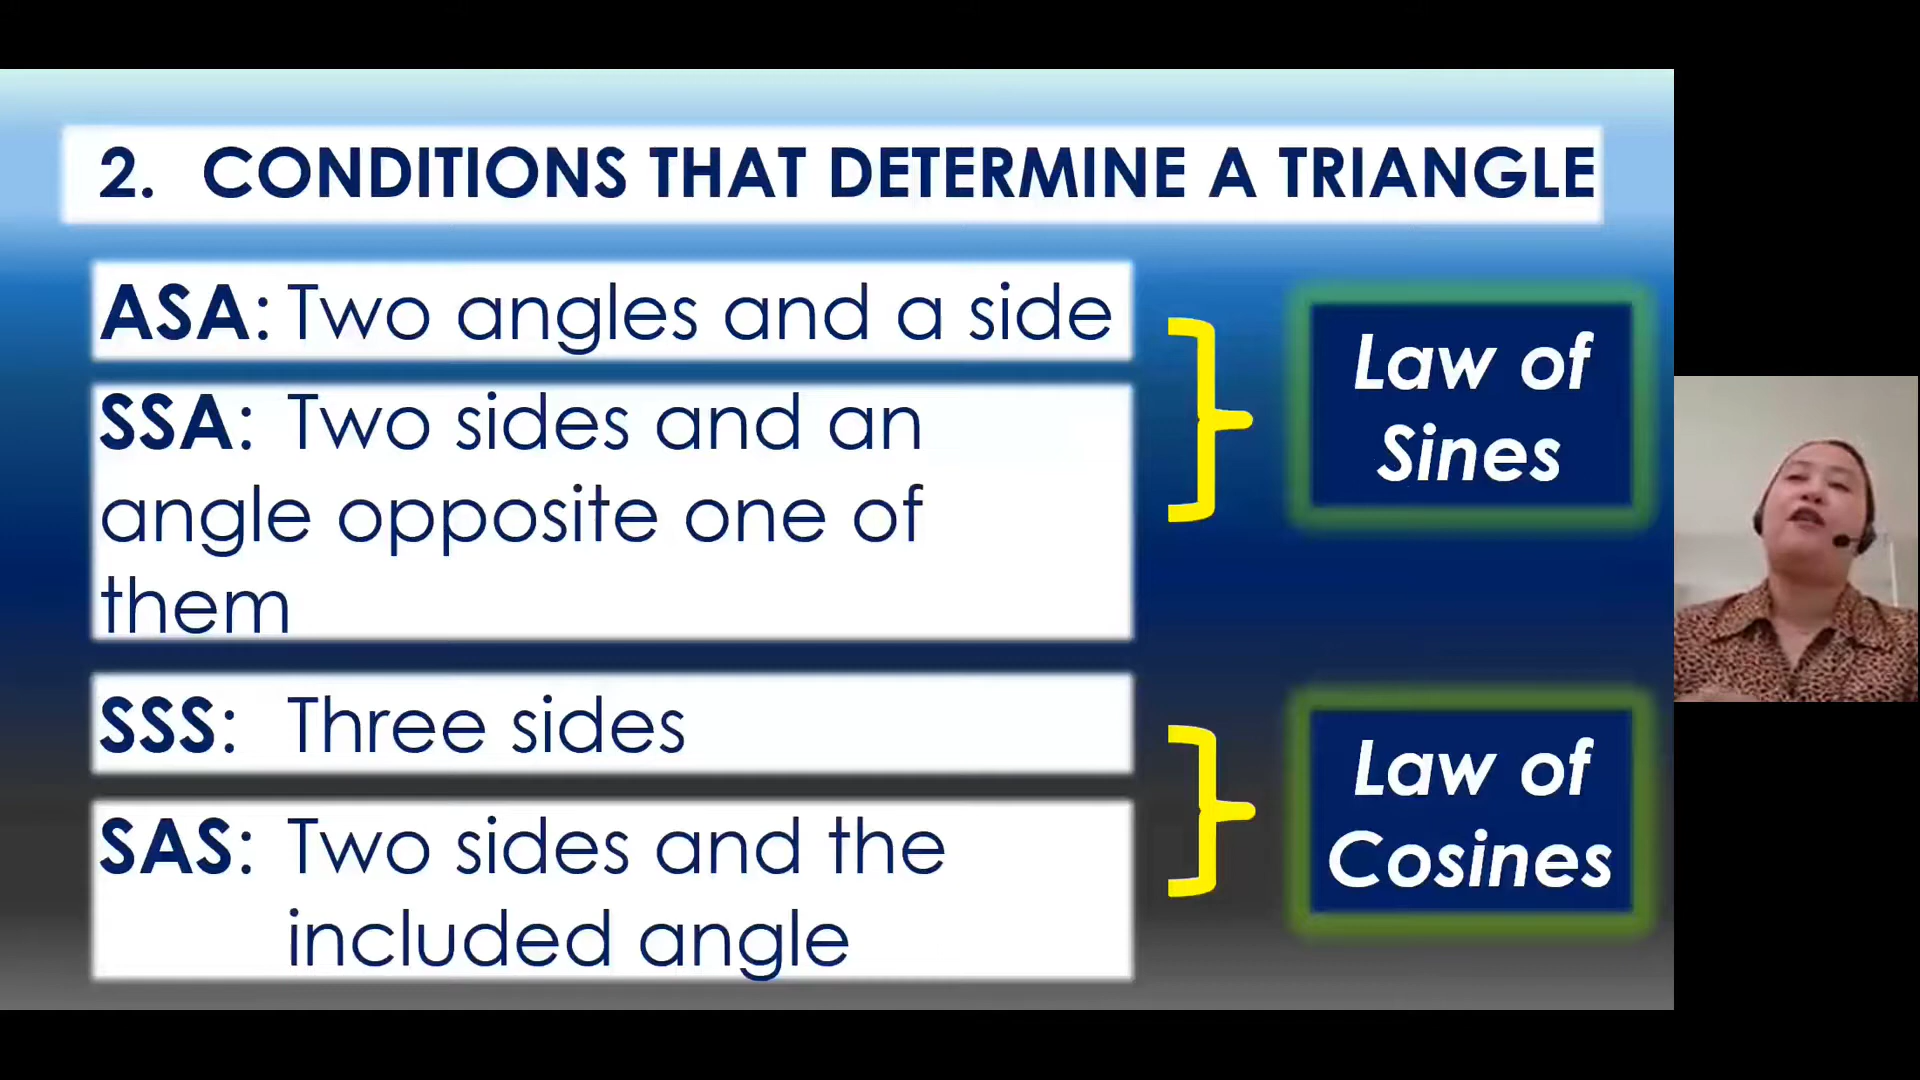 2. CONDITIONS THAT DETERMINE A TRIANGLE
ASA: Two angles and a side
SSA: Two sides and an
angle opposite one of
them
Law of
Sines
SSS: Three sides
SAS: Two sides and the
included angle
Law of
Cosines